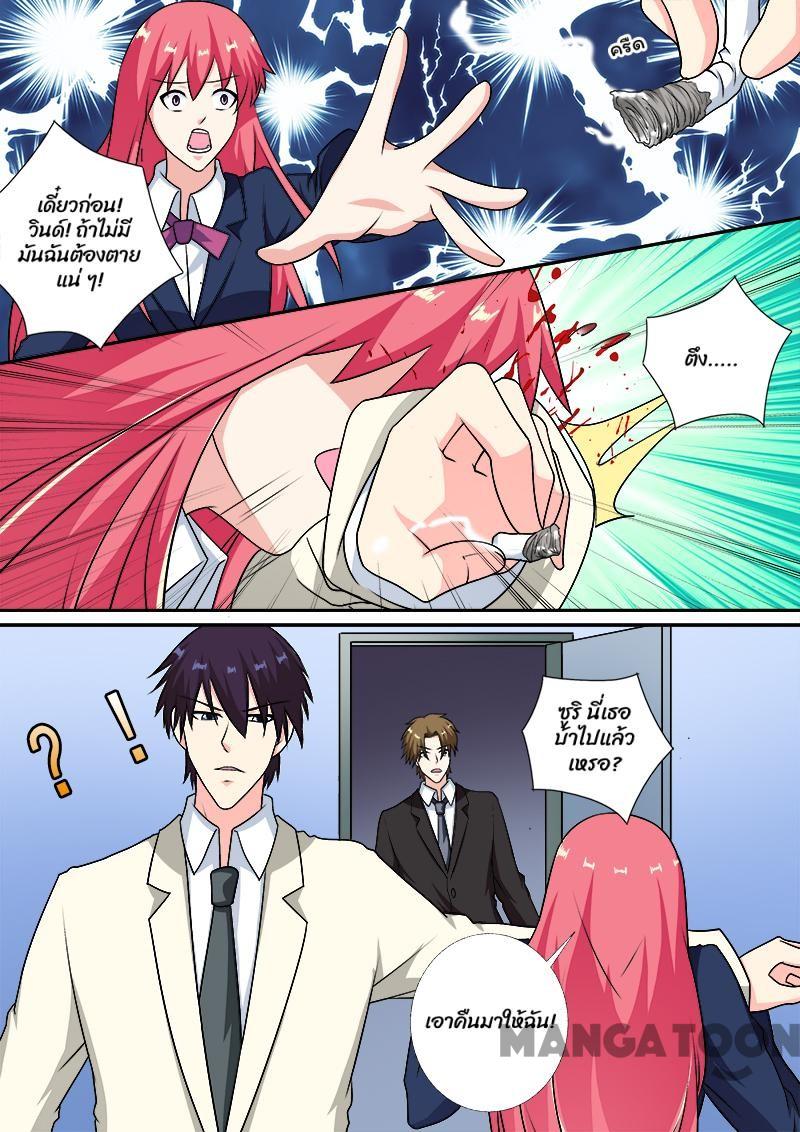 ครืด
เดี๋ยวก่อน!
วินด์! ถ้าไม่มี
มันฉันต้องตาย
แน่ ๆ!
ตึง.....
? !
ซูริ นี่เธอ
บ้าไปแล้ว
เหรอ?
เอาคืนมาให้ฉัน!
MANGATOON